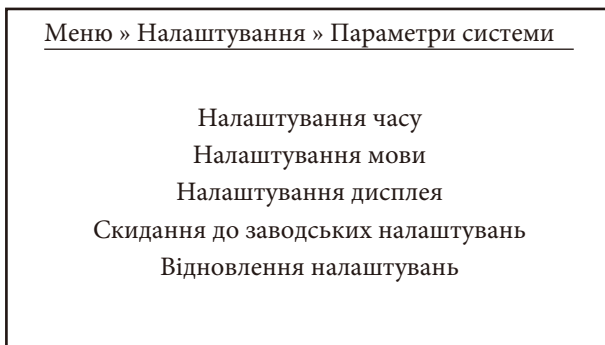 Меню » Налаштування » Параметри системи
Налаштування часу
Налаштування мови
Налаштування дисплея
Скидання до заводських налаштувань
Відновлення налаштувань